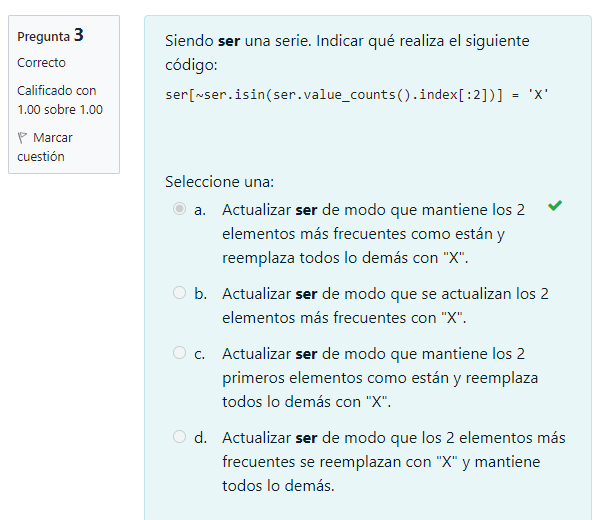 Pregunta 3
Correcto
Calificado con
1.00 sobre 1.00
Marcar
cuestión
Siendo ser una serie. Indicar qué realiza el siguiente
código:
ser[~ser.isin(ser.value_counts().index[:2])] = 'X'
Seleccione una:
a. Actualizar ser de modo que mantiene los 2
elementos más frecuentes como están y
reemplaza todos lo demás con "X".
b. Actualizar ser de modo que se actualizan los 2
elementos más frecuentes con "X".
c. Actualizar ser de modo que mantiene los 2
primeros elementos como están y reemplaza
todos lo demás con "X".
d. Actualizar ser de modo que los 2 elementos más
frecuentes se reemplazan con "X" y mantiene
todos lo demás.